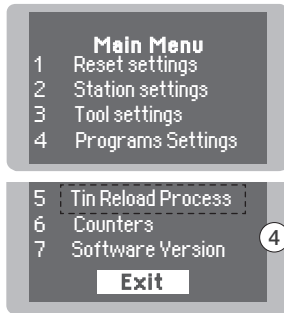 Main Menu
1 Reset settings
2 Station settings
3 Tool settings
4 Programs Settings
5 Tin Reload Process
6 Counters
7 Software Version
4
Exit